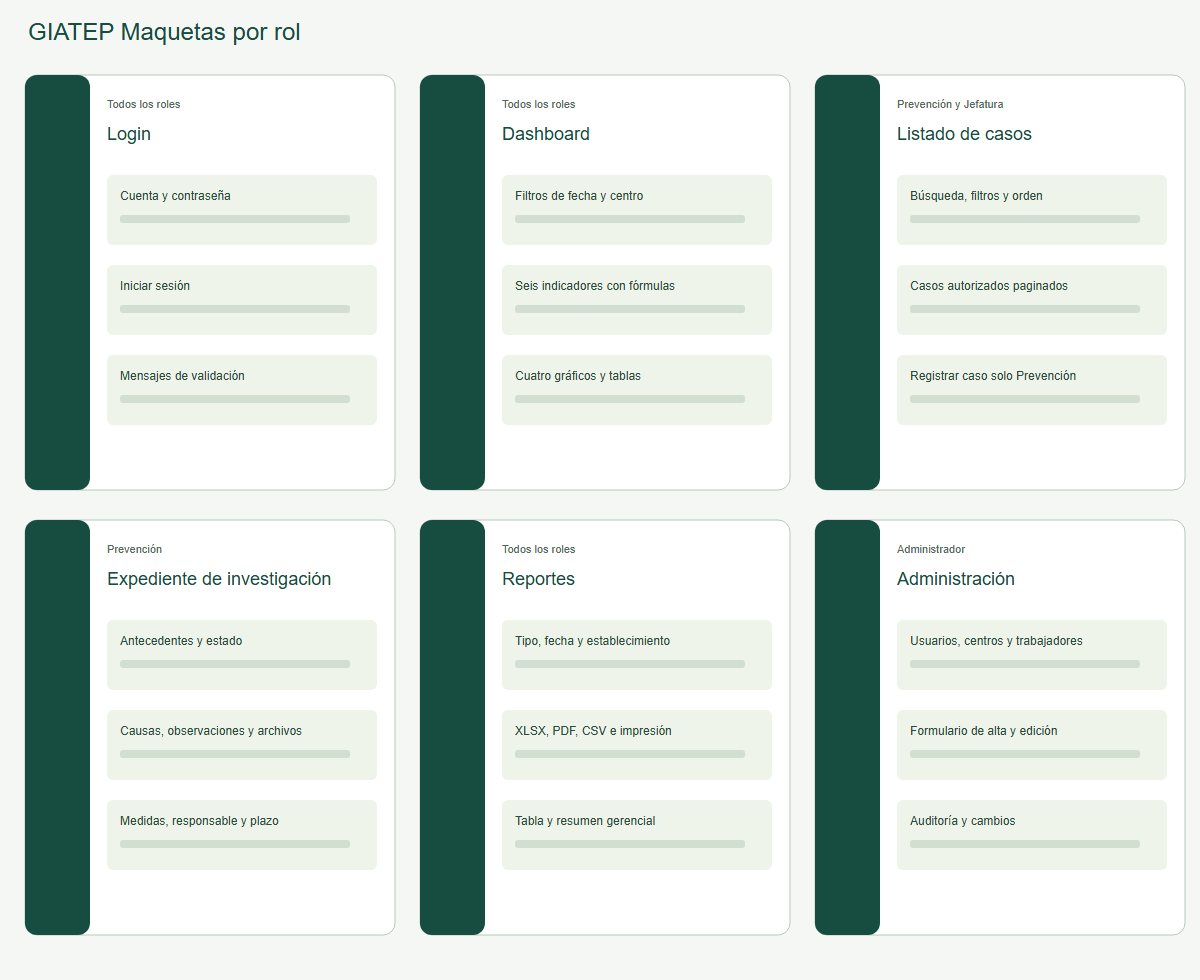 GIATEP Maquetas por rol
Todos los roles
Login
Cuenta y contraseña
Iniciar sesión
Mensajes de validación
Todos los roles
Dashboard
Filtros de fecha y centro
Seis indicadores con fórmulas
Cuatro gráficos y tablas
Prevención y Jefatura
Listado de casos
Búsqueda, filtros y orden
Casos autorizados paginados
Registrar caso solo Prevención
Prevención
Expediente de investigación
Antecedentes y estado
Causas, observaciones y archivos
Medidas, responsable y plazo
Todos los roles
Reportes
Tipo, fecha y establecimiento
XLSX, PDF, CSV e impresión
Tabla y resumen gerencial
Administrador
Administración
Usuarios, centros y trabajadores
Formulario de alta y edición
Auditoría y cambios